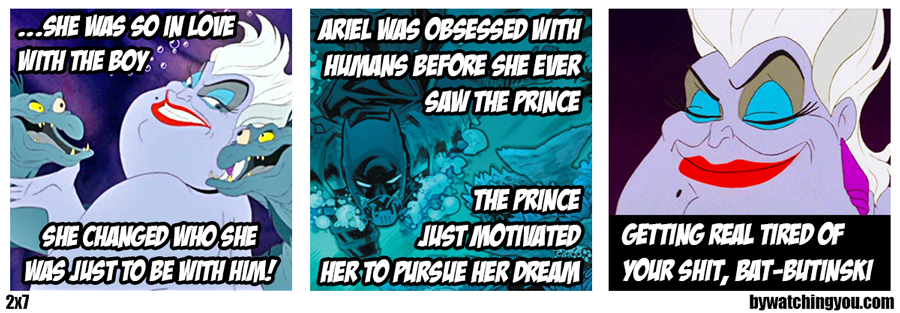 ...SHE WAS SO IN LOVE
WITH THE BOY
SHE CHANGED WHO SHE
WAS JUST TO BE WITH HIM!
ARIEL WAS OBSESSED WITH
HUMANS BEFORE SHE EVER
SAW THE PRINCE
THE PRINCE
JUST MOTIVATED
HER TO PURSUE HER DREAM
GETTING REAL TIRED OF
YOUR SHIT, BAT-BUTINSKI
2x7
bywatchingyou.com